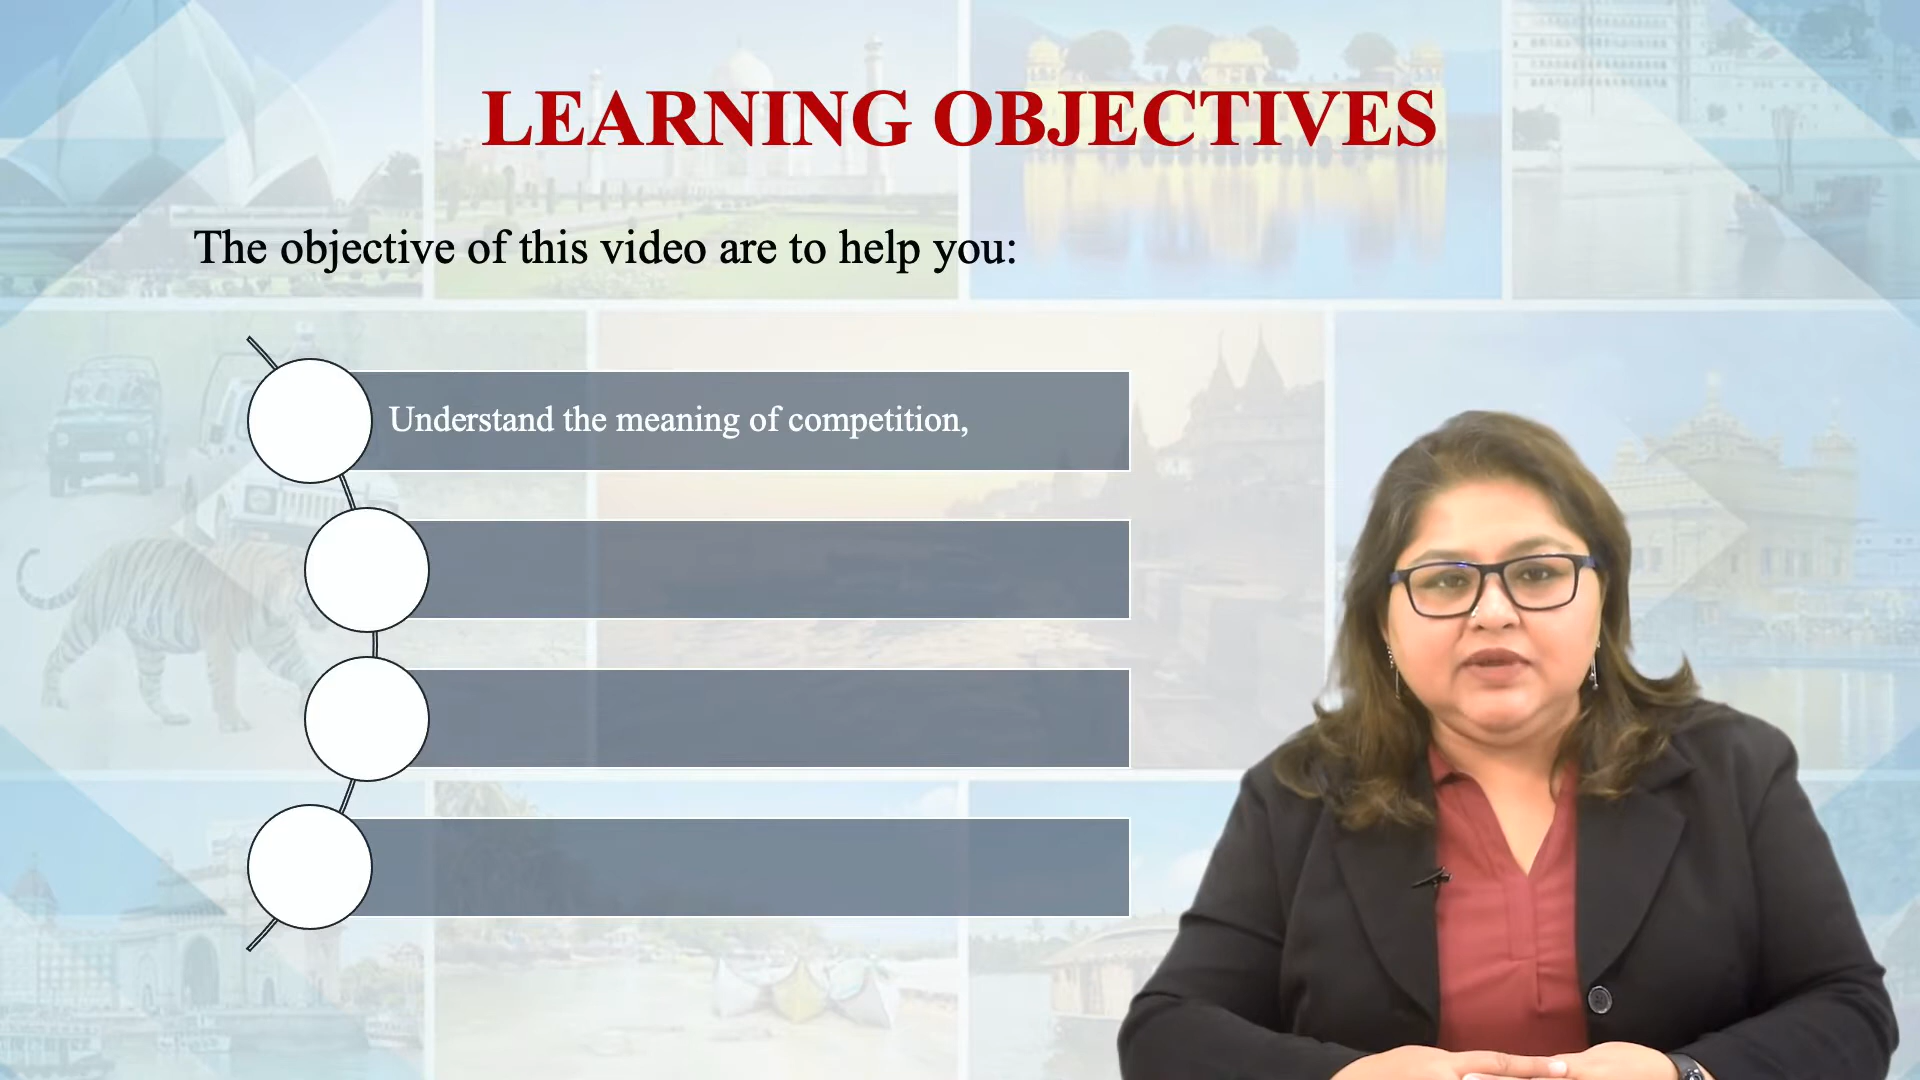 LEARNING OBJECTIVES
The objective of this video are to help you:
Understand the meaning of competition,